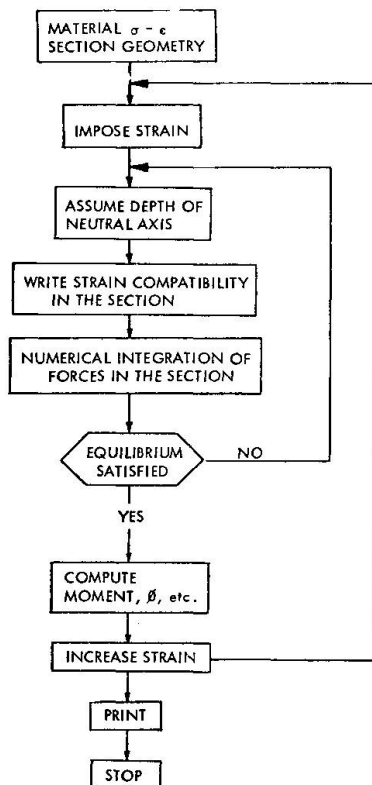 MATERIAL σ - ϵ
SECTION GEOMETRY
IMPOSE STRAIN
ASSUME DEPTH OF
NEUTRAL AXIS
WRITE STRAIN COMPATIBILITY
IN THE SECTION
NUMERICAL INTEGRATION OF
FORCES IN THE SECTION
EQUILIBRIUM
SATISFIED
NO
YES
COMPUTE
MOMENT, Ø, etc.
INCREASE STRAIN
PRINT
STOP